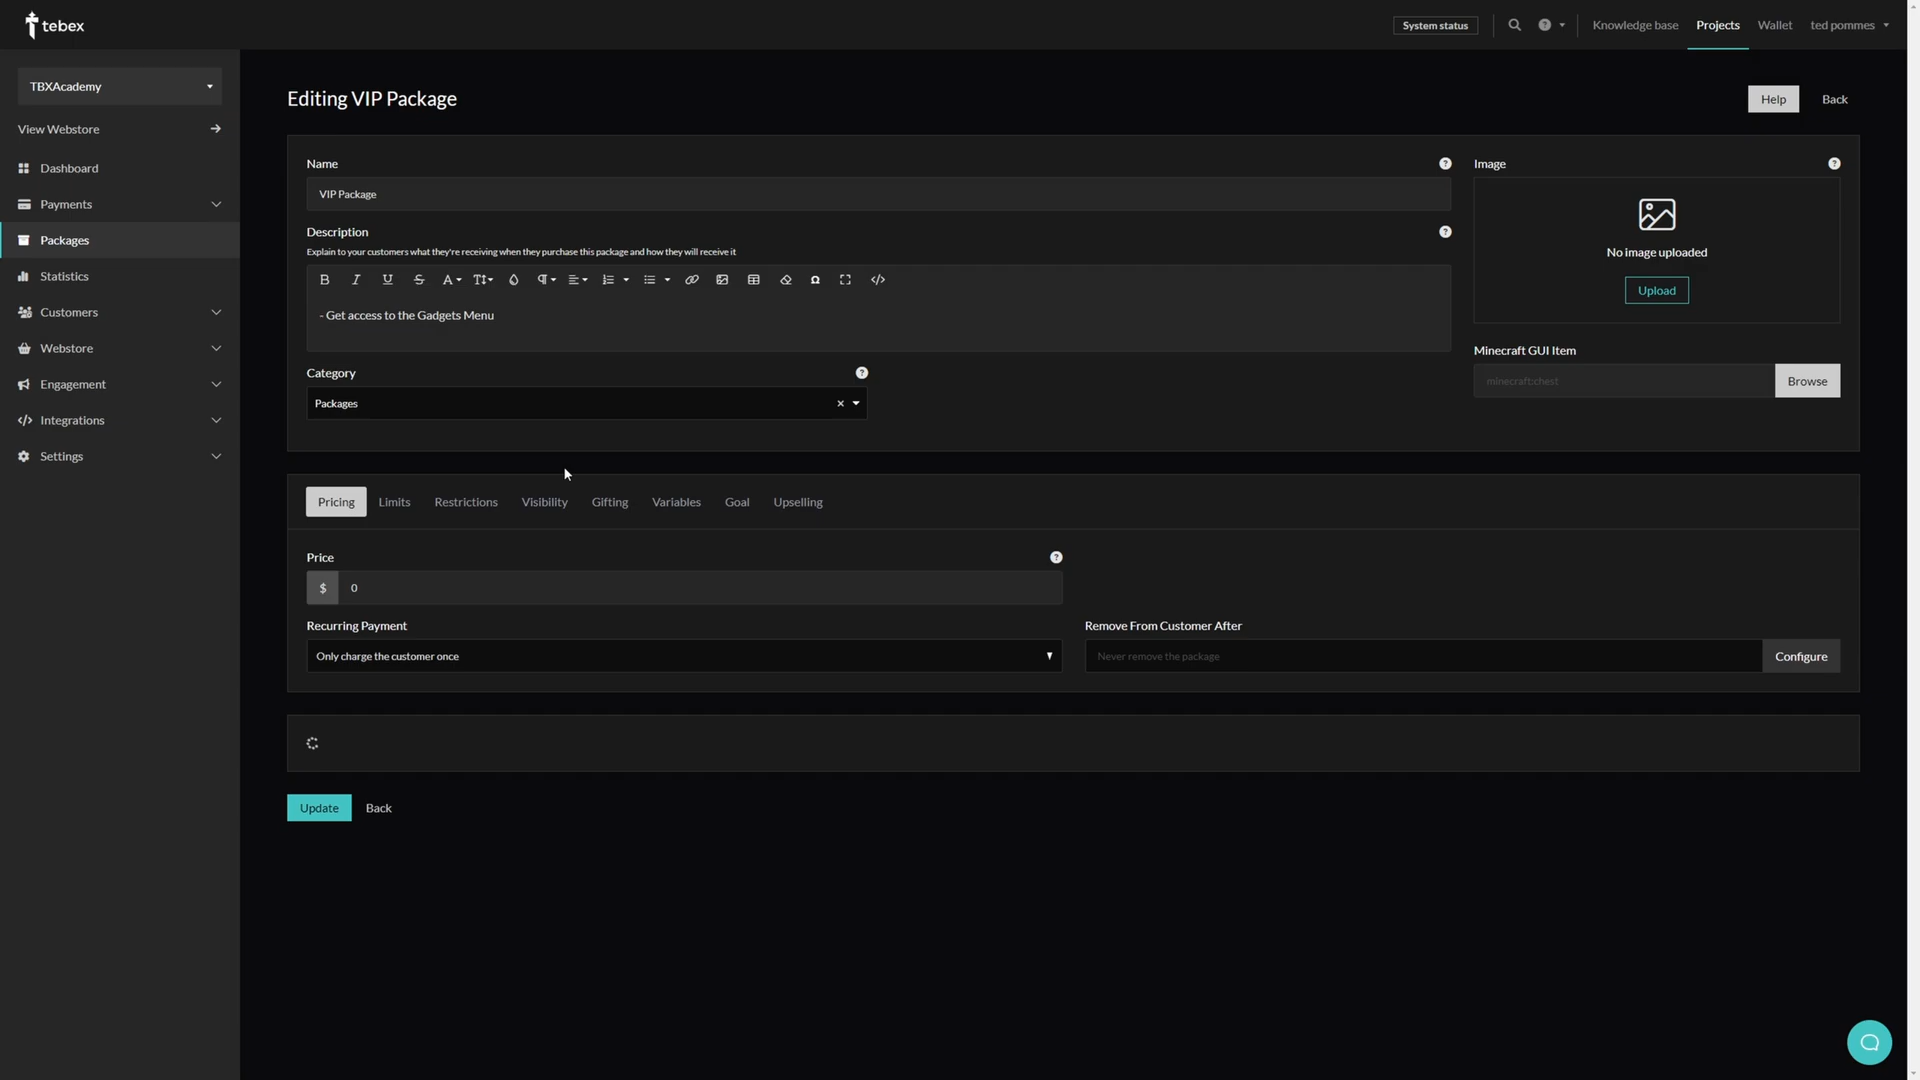 tebex
System status
Knowledge base
Projects
Wallet
ted pommes
TBXAcademy
View Webstore
Dashboard
Payments
Packages
Statistics
Customers
Webstore
Engagement
Integrations
Settings
Editing VIP Package
Help
Back
Name
VIP Package
Description
Explain to your customers what they're receiving when they purchase this package and how they will receive it
- Get access to the Gadgets Menu
Category
Packages
Image
No image uploaded
Upload
Minecraft GUI Item
minecraft:chest
Browse
Pricing
Limits
Restrictions
Visibility
Gifting
Variables
Goal
Upselling
Price
$ 0
Recurring Payment
Only charge the customer once
Remove From Customer After
Never remove the package
Configure
Update
Back